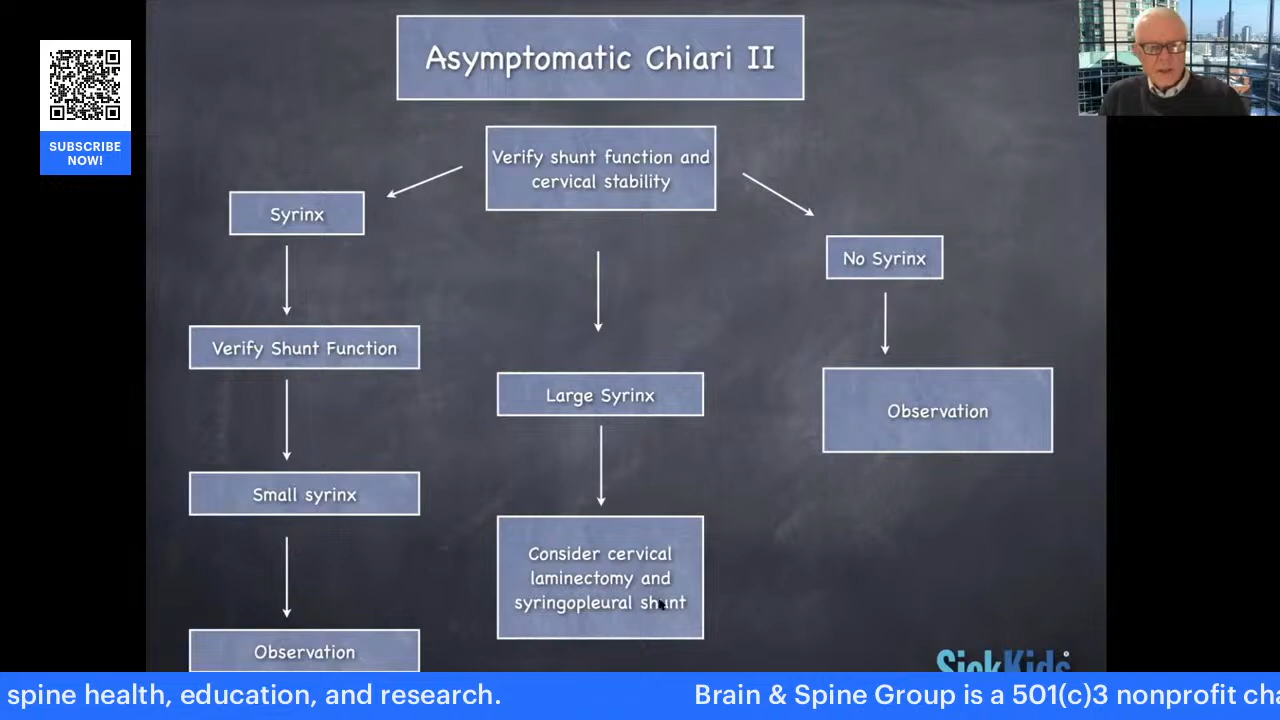 Asymptomatic Chiari II
SUBSCRIBE
NOW!
Verify shunt function and
cervical stability
Syrinx
No Syrinx
Verify Shunt Function
Large Syrinx
Observation
Small syrinx
Consider cervical
laminectomy and
syringopleural shunt
Observation
SickKids
spine health, education, and research.
Brain & Spine Group is a 501(c)3 nonprofit cha